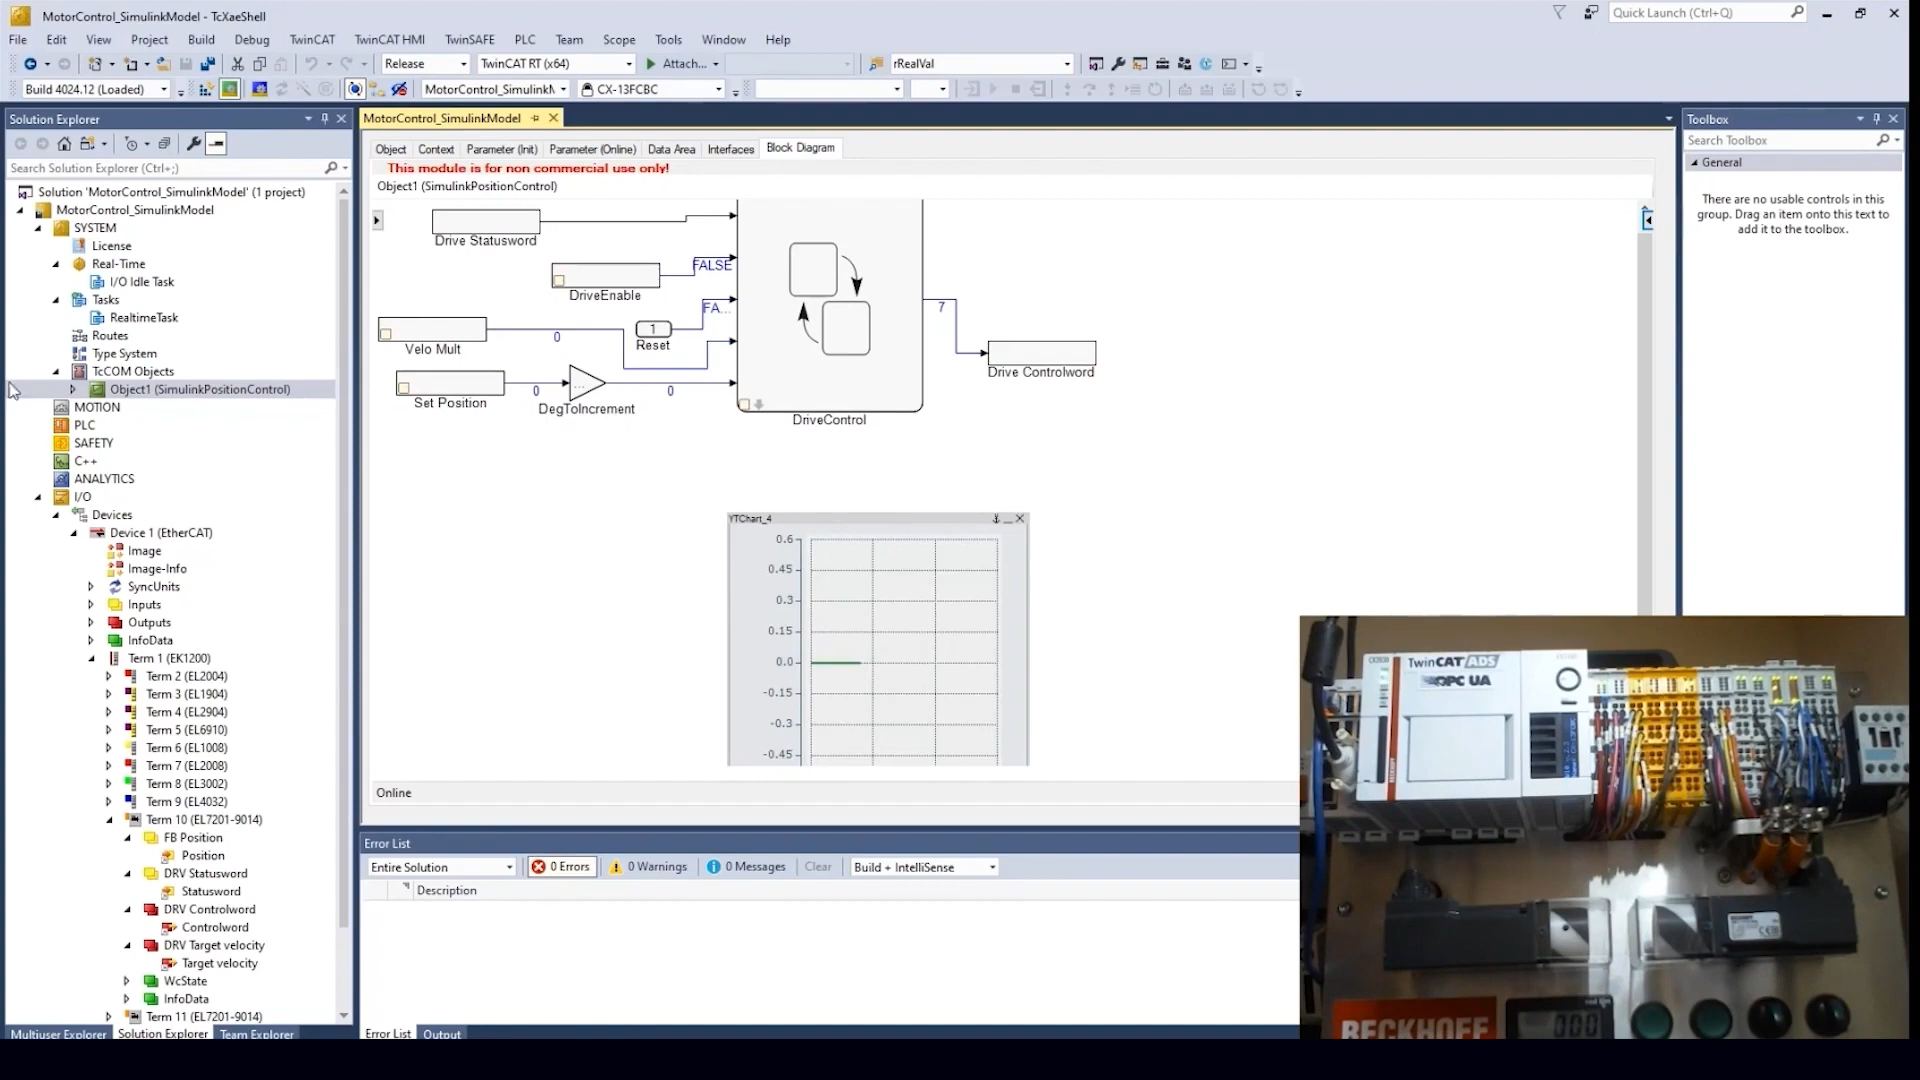 MotorControl_SimulinkModel - TcXaeShell
Quick Launch (Ctrl+Q)
File Edit View Project Build Debug TwinCAT TwinCAT HMI TwinSAFE PLC Team Scope Tools Window Help
Release TwinCAT RT (x64) Attach... rRealVal
Build 4024.12 (Loaded) MotorControl_SimulinkM CX-13FCBC
Solution Explorer
MotorControl_SimulinkModel
Toolbox
Search Solution Explorer (Ctrl+;)
Object Context Parameter (Init) Parameter (Online) Data Area Interfaces Block Diagram
Search Toolbox
This module is for non commercial use only!
General
Object1 (SimulinkPositionControl)
There are no usable controls in this
group. Drag an item onto this text to
add it to the toolbox.
Solution 'MotorControl_SimulinkModel' (1 project)
MotorControl_SimulinkModel
SYSTEM
License
Real-Time
I/O Idle Task
Tasks
RealtimeTask
Routes
Type System
TcCOM Objects
Object1 (SimulinkPositionControl)
MOTION
PLC
SAFETY
C++
ANALYTICS
I/O
Devices
Device 1 (EtherCAT)
Image
Image-Info
SyncUnits
Inputs
Outputs
InfoData
Term 1 (EK1200)
Term 2 (EL2004)
Term 3 (EL1904)
Term 4 (EL2904)
Term 5 (EL6910)
Term 6 (EL1008)
Term 7 (EL2008)
Term 8 (EL3002)
Term 9 (EL4032)
Term 10 (EL7201-9014)
FB Position
Position
DRV Statusword
Statusword
DRV Controlword
Controlword
DRV Target velocity
Target velocity
WcState
InfoData
Term 11 (EL7201-9014)
Multiuser Explorer Solution Explorer Team Explorer
Drive Statusword
FALSE
DriveEnable
FA...
7
1
0
Velo Mult
Reset
Drive Controlword
0
0
Set Position
DegToIncrement
DriveControl
YTChart_4
0.6
0.45
0.3
0.15
0.0
-0.15
-0.3
-0.45
Online
Error List
Entire Solution 0 Errors 0 Warnings 0 Messages Clear Build + IntelliSense
Description
Error List Output
TwinCAT ADS
OPC UA
BECKHOFF
000